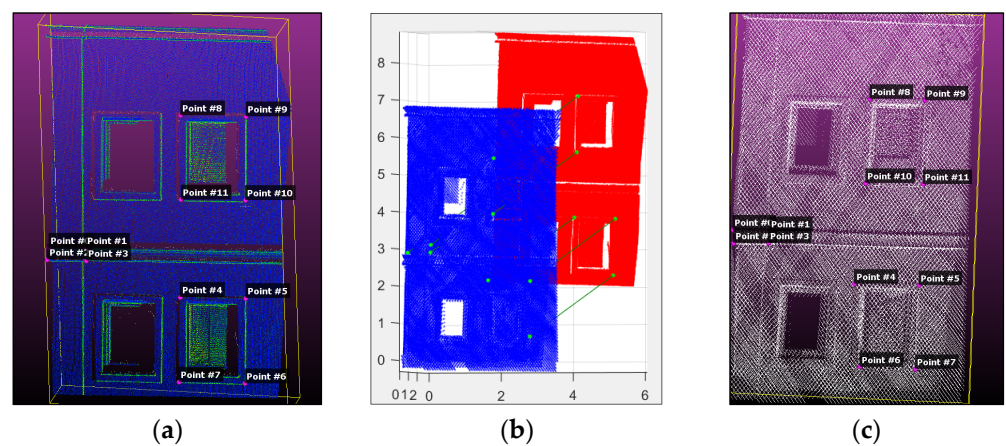 Point #8
Point #9
Point #11
Point #10
Point #1
Point #3
Point #4
Point #5
Point #7
Point #6
8
7
6
5
4
3
2
1
0
0 1 2 0 2 4 6
Point #8
Point #9
Point #10
Point #11
Point #1
Point #3
Point #4
Point #5
Point #6
Point #7
(a) (b) (c)